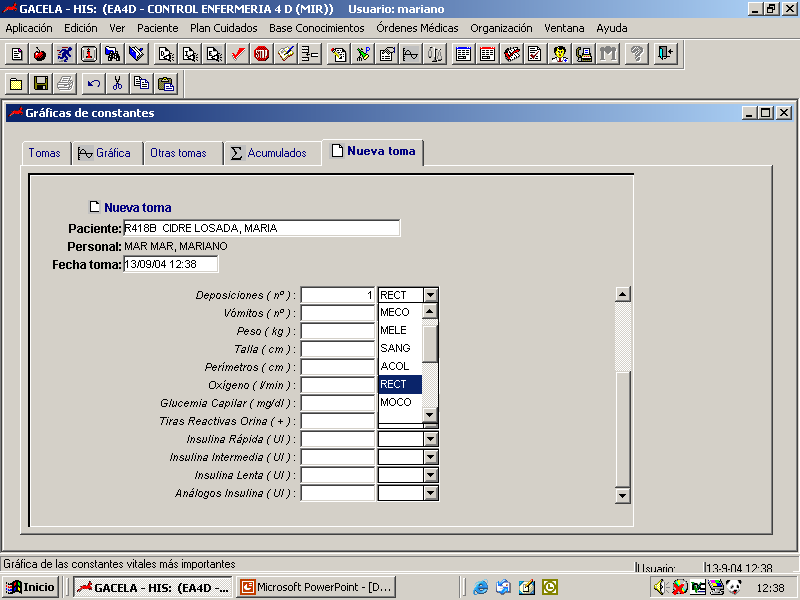 GACELA - HIS: (EA4D - CONTROL ENFERMERIA 4 D (MIR)) Usuario: mariano
Aplicación Edición Ver Paciente Plan Cuidados Base Conocimientos Órdenes Médicas Organización Ventana Ayuda
Gráficas de constantes
Tomas Gráfica Otras tomas Σ Acumulados Nueva toma
Nueva toma
Paciente: R418B CIDRE LOSADA, MARIA
Personal: MAR MAR, MARIANO
Fecha toma: 13/09/04 12:38
Deposiciones ( nº ) : 1 RECT
Vómitos ( nº ) : MECO
Peso ( kg ) : MELE
Talla ( cm ) : SANG
Perímetros ( cm ) : ACOL
Oxígeno ( l/min ) : RECT
Glucemia Capilar ( mg/dl ) : MOCO
Tiras Reactivas Orina ( + ) :
Insulina Rápida ( UI ) :
Insulina Intermedia ( UI ) :
Insulina Lenta ( UI ) :
Análogos Insulina ( UI ) :
Gráfica de las constantes vitales más importantes Usuario: 13-9-04 12:38
Inicio GACELA - HIS: (EA4D -... Microsoft PowerPoint - [D... 12:38